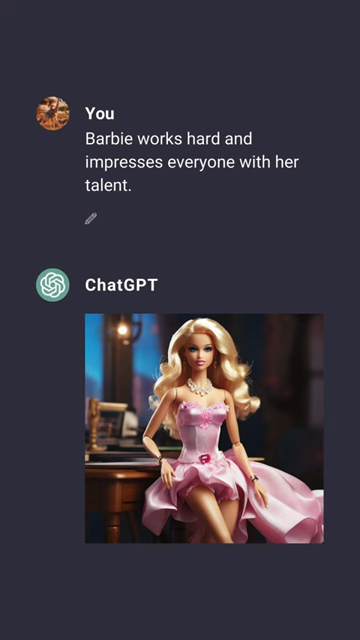 You
Barbie works hard and
impresses everyone with her
talent.
ChatGPT